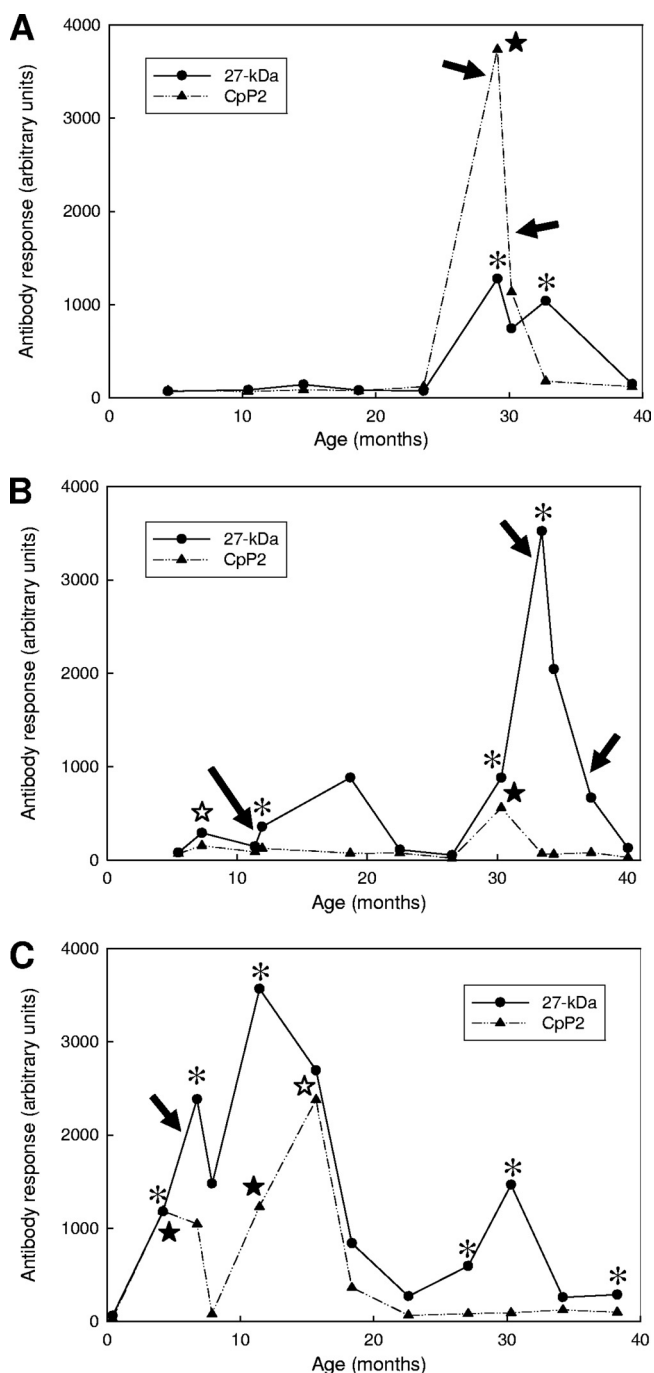 A
Antibody response (arbitrary units)
4000
3000
2000
1000
0
27-kDa
CpP2
0 10 20 30 40
Age (months)
B
Antibody response (arbitrary units)
4000
3000
2000
1000
0
27-kDa
CpP2
0 10 20 30 40
Age (months)
C
Antibody response (arbitrary units)
4000
3000
2000
1000
0
27-kDa
CpP2
0 10 20 30 40
Age (months)